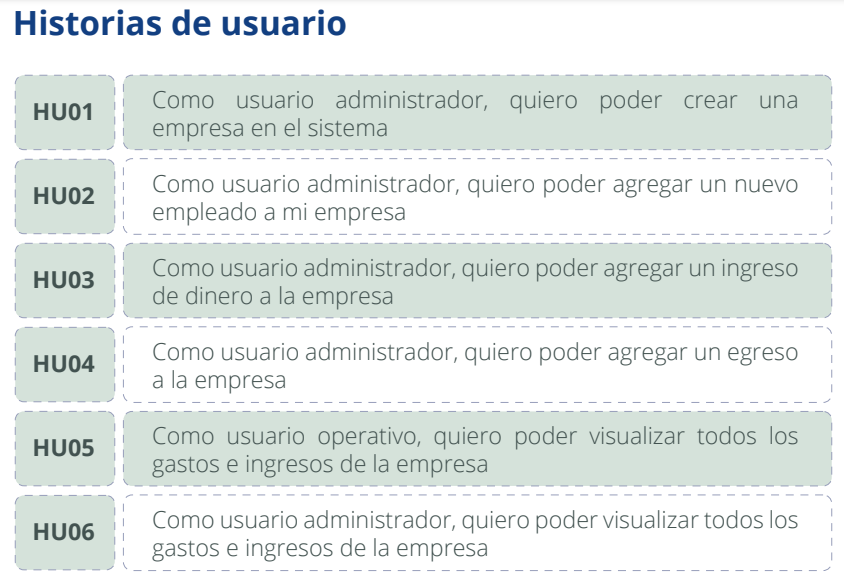 Historias de usuario
HU01
Como usuario administrador, quiero poder crear una
empresa en el sistema
HU02
Como usuario administrador, quiero poder agregar un nuevo
empleado a mi empresa
HU03
Como usuario administrador, quiero poder agregar un ingreso
de dinero a la empresa
HU04
Como usuario administrador, quiero poder agregar un egreso
a la empresa
HU05
Como usuario operativo, quiero poder visualizar todos los
gastos e ingresos de la empresa
HU06
Como usuario administrador, quiero poder visualizar todos los
gastos e ingresos de la empresa